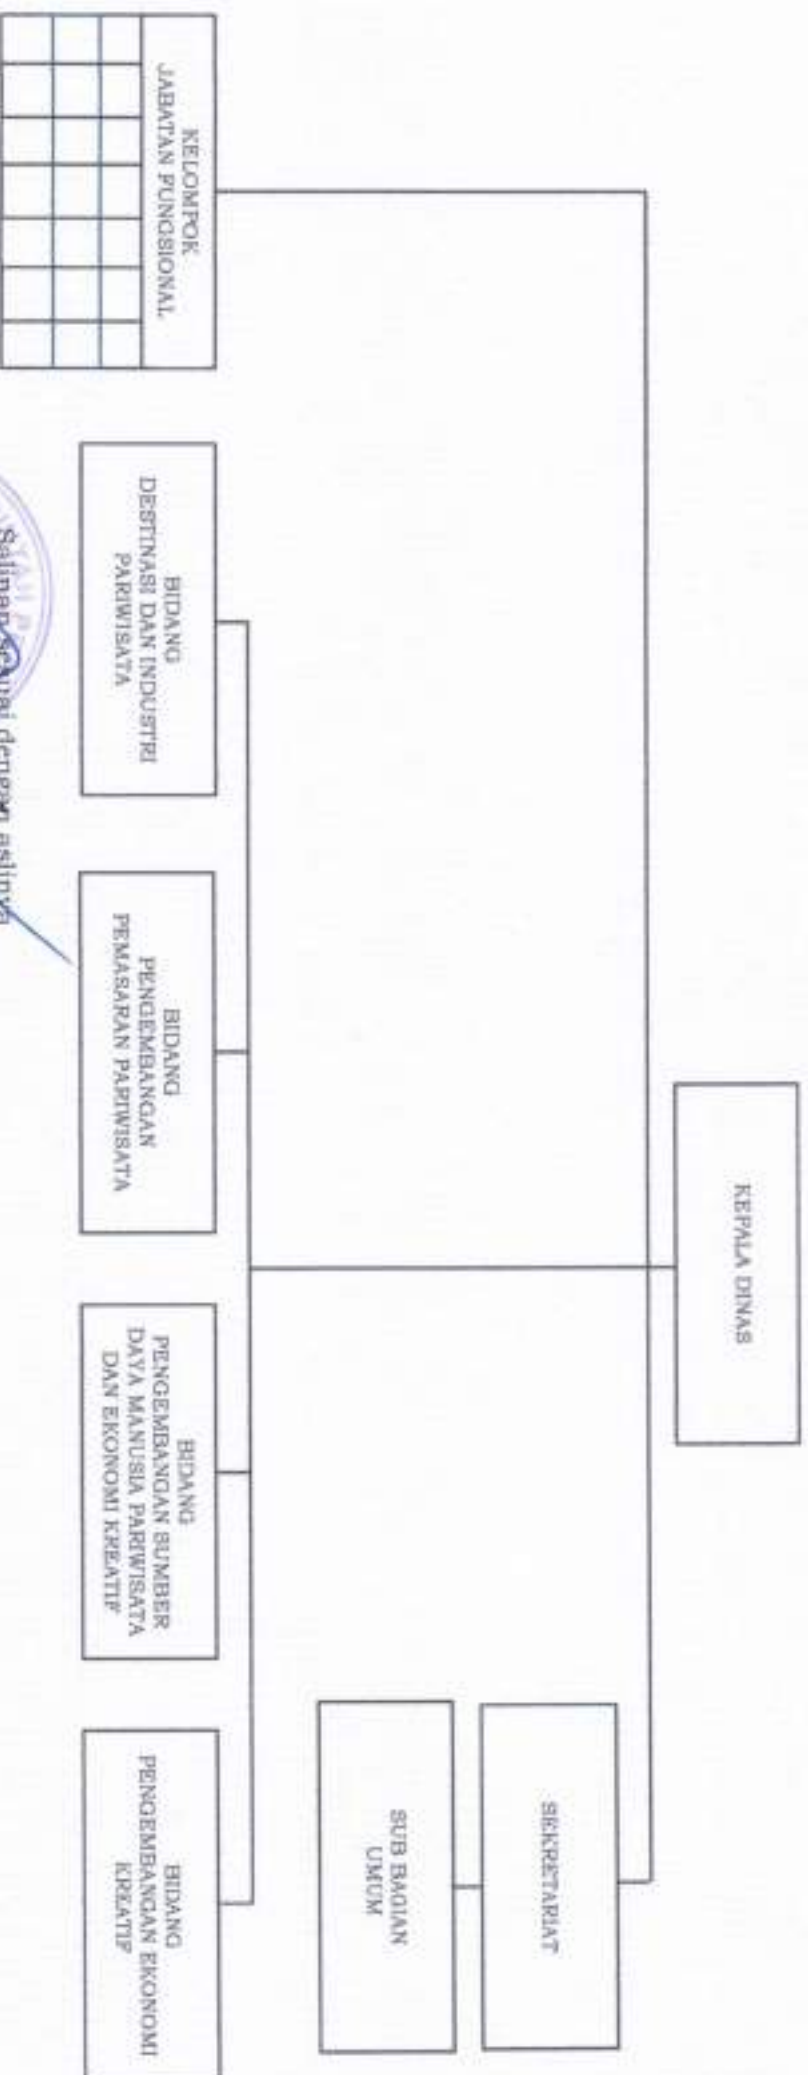 KEPALA DINAS
SEKRETARIAT
SUB BAGIAN
UMUM
KELOMPOK
JABATAN FUNGSIONAL
BIDANG
DESTINASI DAN INDUSTRI
PARIWISATA
BIDANG
PENGEMBANGAN
PEMASARAN PARIWISATA
BIDANG
PENGEMBANGAN SUMBER
DAYA MANUSIA PARIWISATA
DAN EKONOMI KREATIF
BIDANG
PENGEMBANGAN EKONOMI
KREATIF
Salinan sesuai dengan aslinya